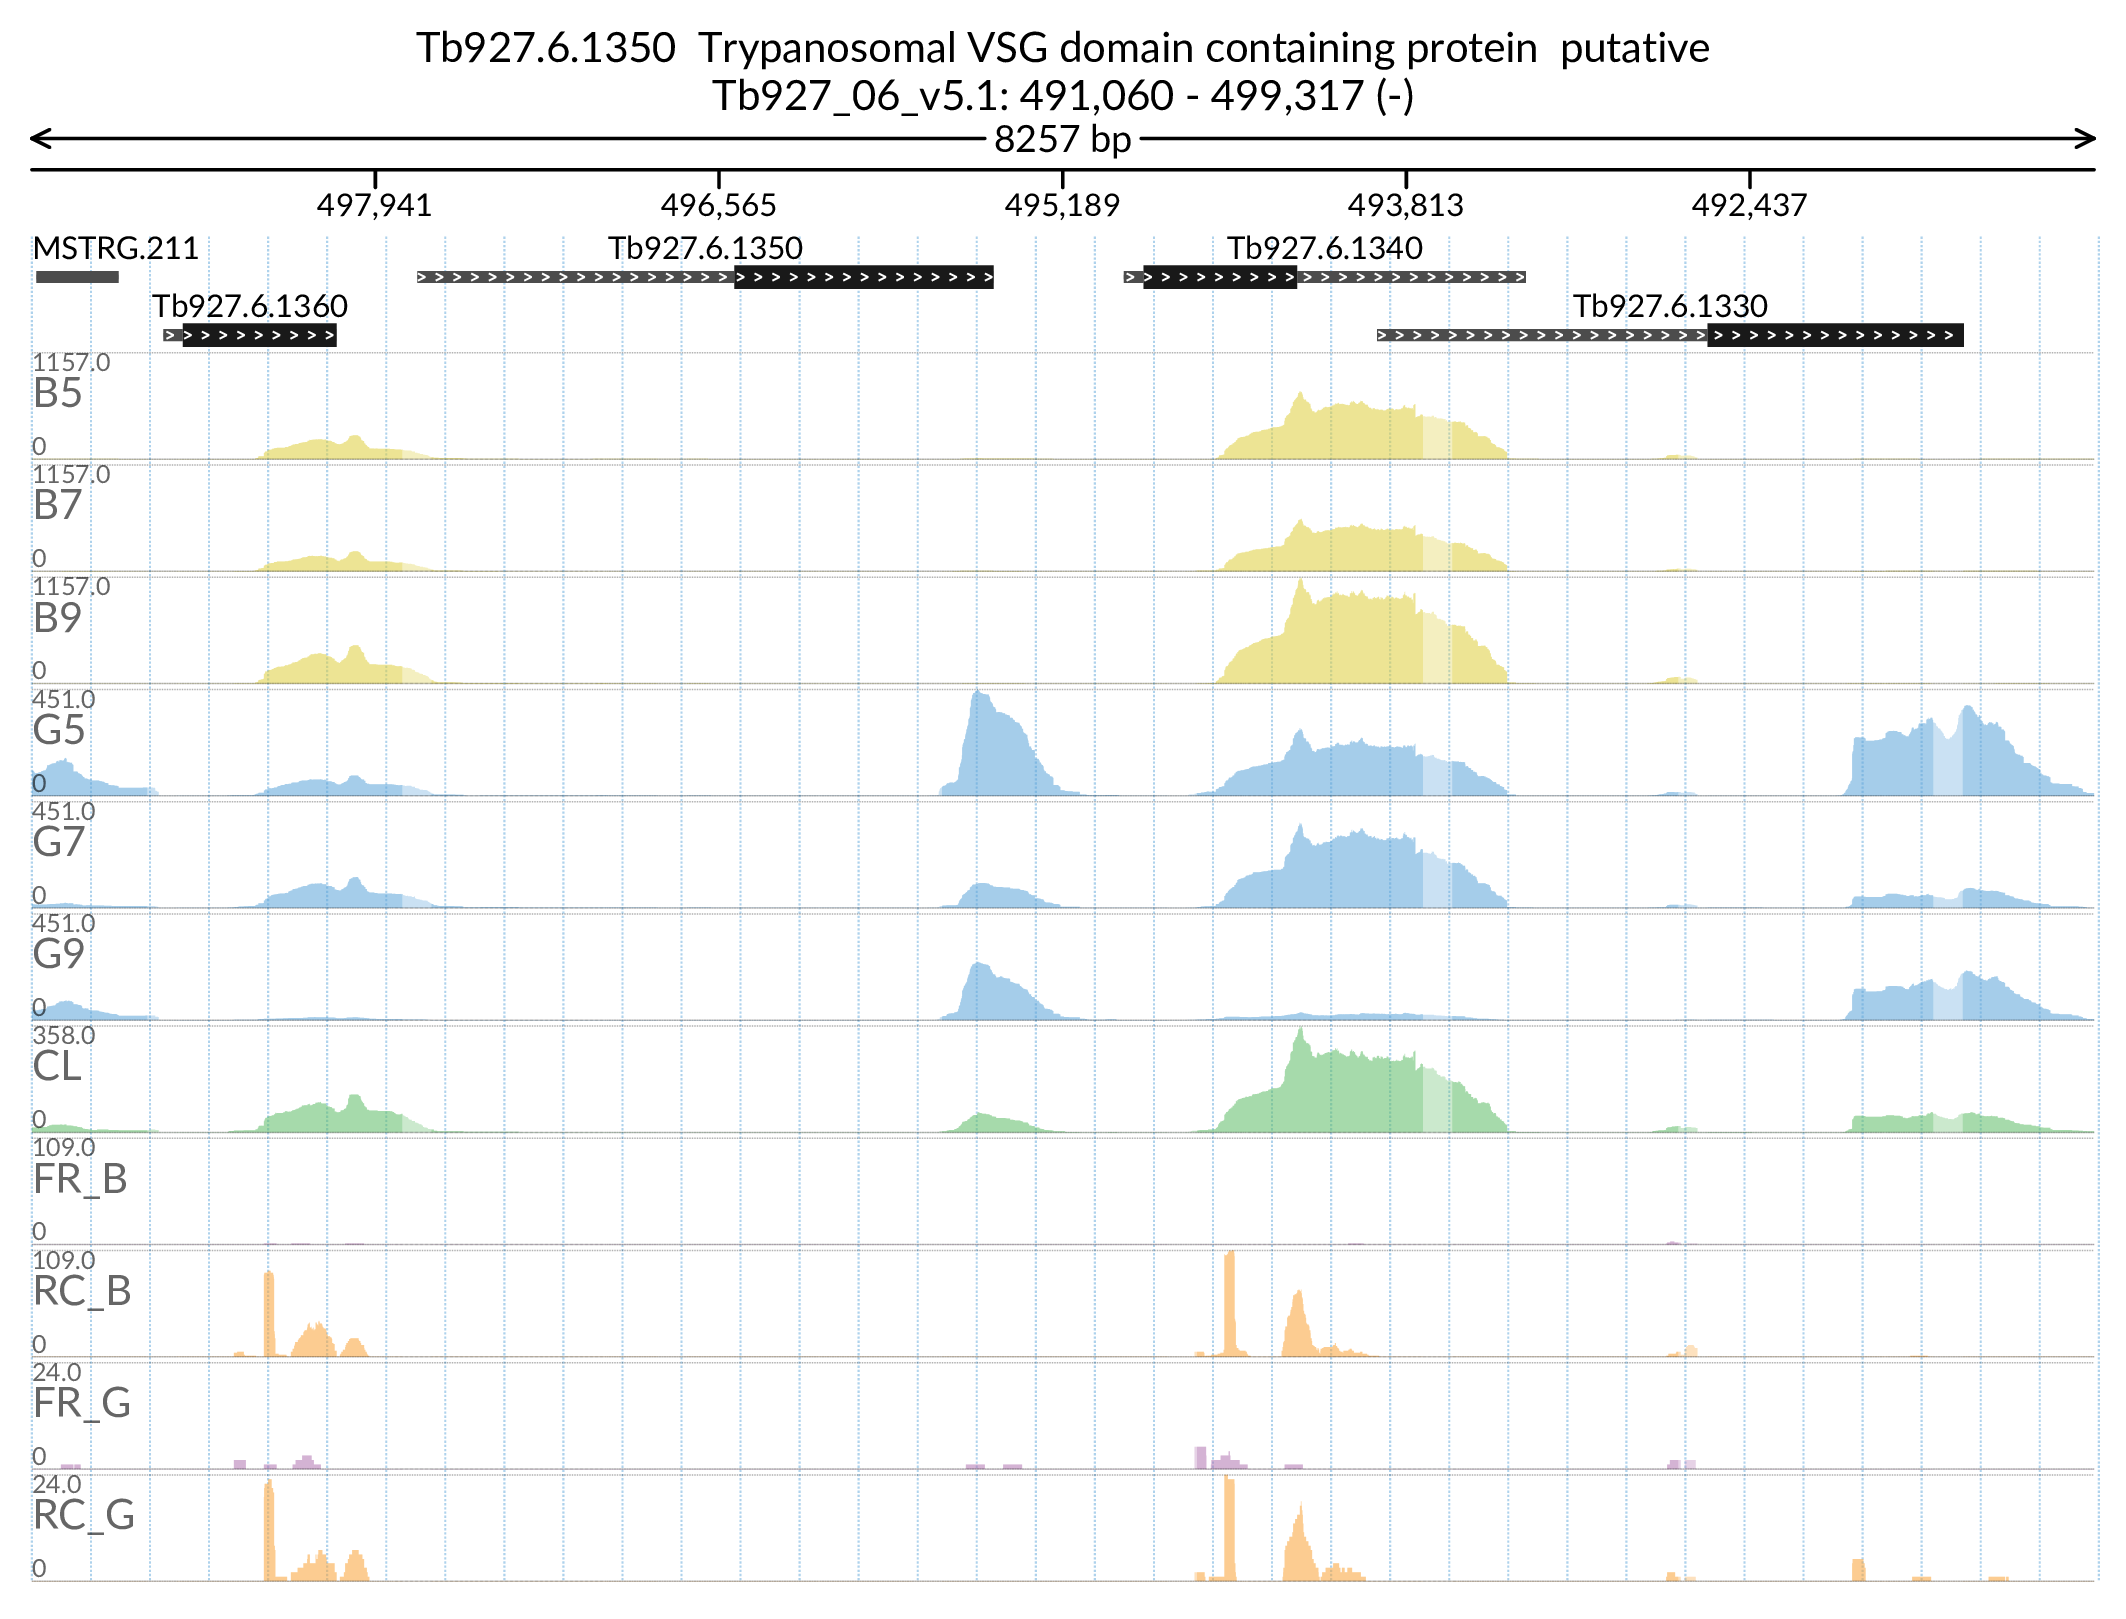 Tb927.6.1350  Trypanosomal VSG domain containing protein  putative
Tb927_06_v5.1: 491,060 - 499,317 (-)
8257 bp
497,941 496,565 495,189 493,813 492,437
MSTRG.211 Tb927.6.1350 Tb927.6.1340
Tb927.6.1360 Tb927.6.1330
1157.0
B5
0
1157.0
B7
0
1157.0
B9
0
451.0
G5
0
451.0
G7
0
451.0
G9
0
358.0
CL
0
109.0
FR_B
0
109.0
RC_B
0
24.0
FR_G
0
24.0
RC_G
0